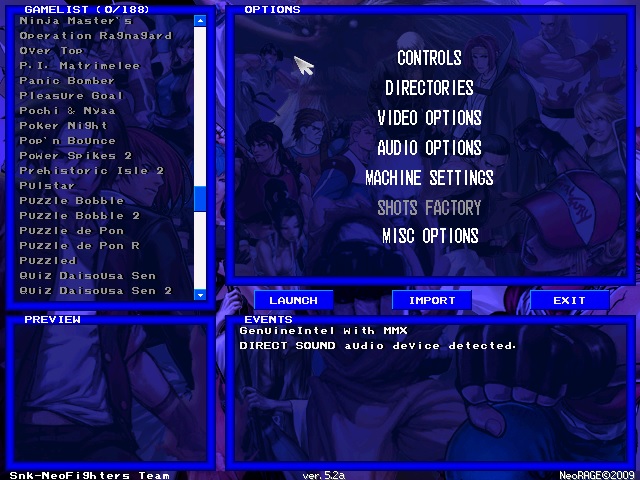 GAMELIST (0/188)
Ninja Master's
Operation Ragnagard
Over Top
P.I. Matrimelee
Panic Bomber
Pleasure Goal
Pochi & Nyaa
Poker Night
Pop'n Bounce
Power Spikes 2
Prehistoric Isle 2
Pulstar
Puzzle Bobble
Puzzle Bobble 2
Puzzle de Pon
Puzzle de Pon R
Puzzled
Quiz Daisousa Sen
Quiz Daisousa Sen 2
OPTIONS
CONTROLS
DIRECTORIES
VIDEO OPTIONS
AUDIO OPTIONS
MACHINE SETTINGS
SHOTS FACTORY
MISC OPTIONS
LAUNCH
IMPORT
EXIT
PREVIEW
EVENTS
GenuineIntel with MMX
DIRECT SOUND audio device detected.
Snk-NeoFighters Team
ver. 5.2a
NeoRAGE©2009